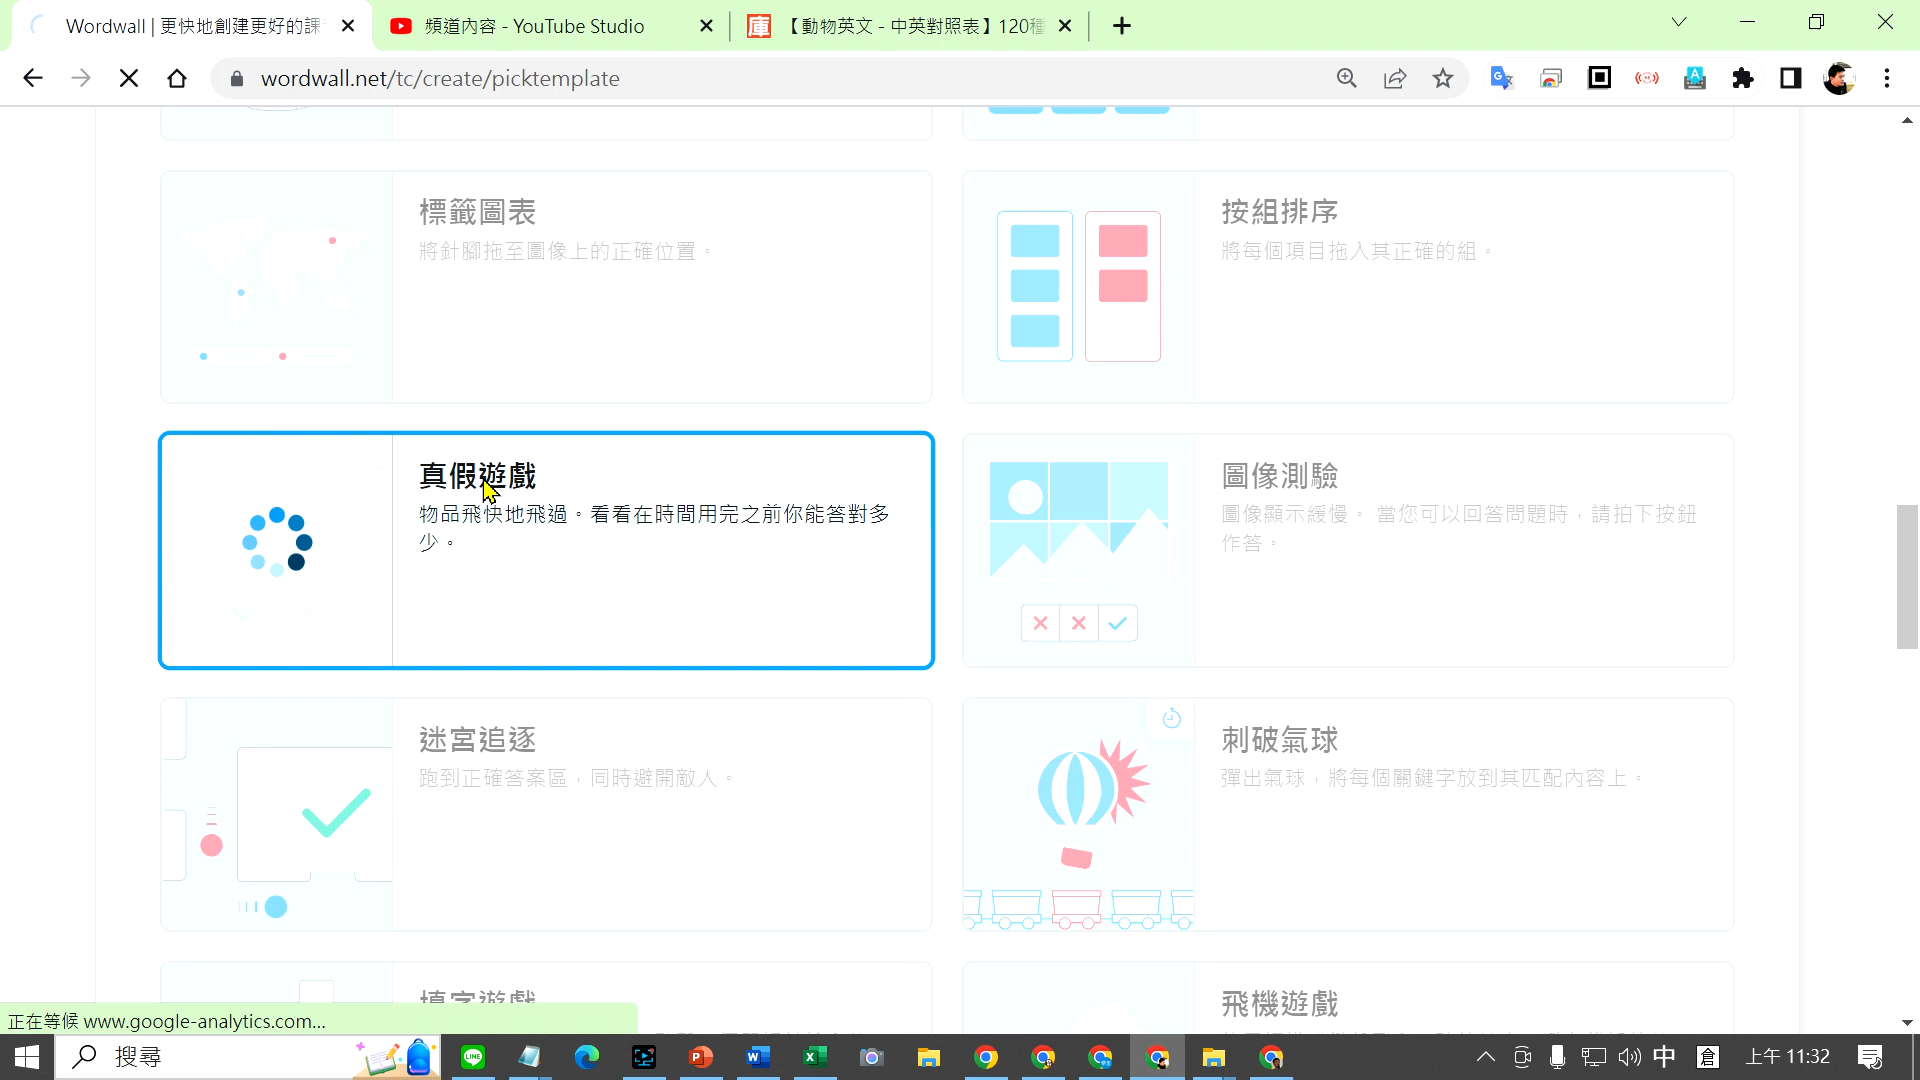 Wordwall | 更快地創建更好的課
頻道內容 - YouTube Studio
庫
【動物英文 - 中英對照表】120種
wordwall.net/tc/create/picktemplate
標籤圖表
將針腳拖至圖像上的正確位置。
按組排序
將每個項目拖入其正確的組。
真假遊戲
物品飛快地飛過。看看在時間用完之前你能答對多
少。
圖像測驗
圖像顯示緩慢。 當您可以回答問題時，請拍下按鈕
作答。
迷宮追逐
跑到正確答案區，同時避開敵人。
刺破氣球
彈出氣球，將每個關鍵字放到其匹配內容上。
填字遊戲
飛機遊戲
正在等候 www.google-analytics.com...
搜尋
中
倉
上午 11:32